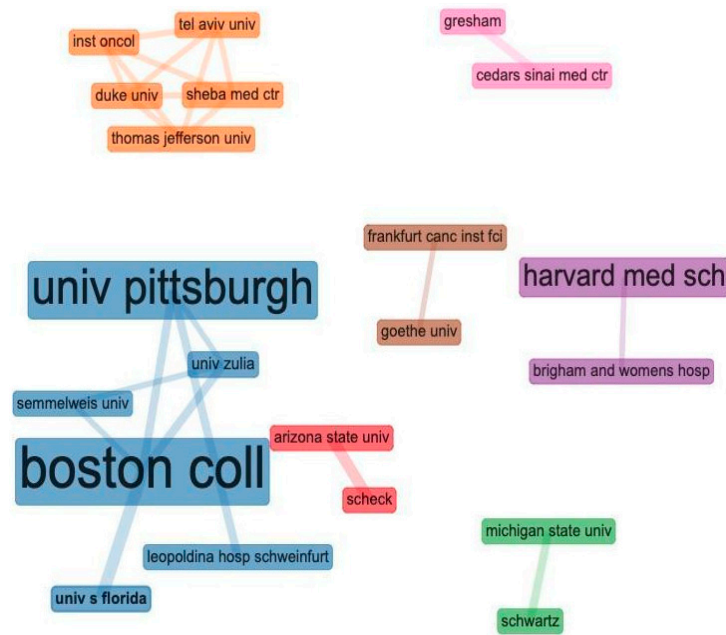 tel aviv univ
inst oncol
duke univ
sheba med ctr
thomas jefferson univ
gresham
cedars sinai med ctr
frankfurt canc inst fci
goethe univ
univ pittsburgh
harvard med sch
univ zulia
brigham and womens hosp
semmelweis univ
boston coll
arizona state univ
scheck
leopoldina hosp schweinfurt
univ s florida
michigan state univ
schwartz